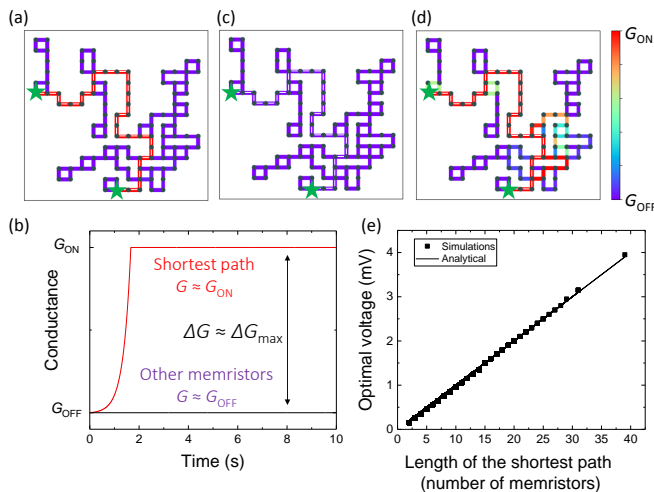 (a)
(c)
(d)
G_ON
G_OFF
(b)
G_ON
G_OFF
Conductance
Shortest path
G ≈ G_ON
ΔG ≈ ΔG_max
Other memristors
G ≈ G_OFF
0 2 4 6 8 10
Time (s)
(e)
Simulations
Analytical
4
3
2
1
0
Optimal voltage (mV)
0 5 10 15 20 25 30 35 40
Length of the shortest path
(number of memristors)